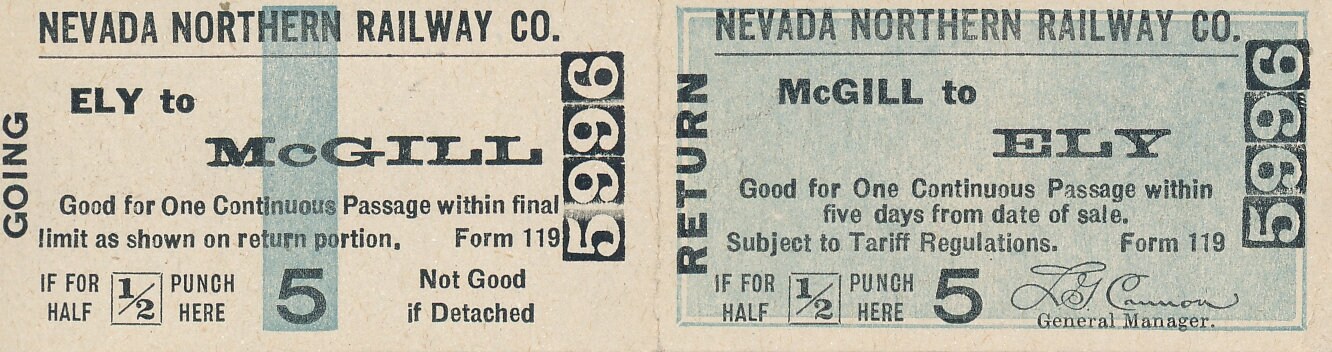 NEVADA NORTHERN RAILWAY CO.
GOING
ELY to
McGILL
Good for One Continuous Passage within final
limit as shown on return portion. Form 119
5996
IF FOR HALF 1/2 PUNCH HERE
5
Not Good
if Detached
NEVADA NORTHERN RAILWAY CO.
RETURN
McGILL to
ELY
Good for One Continuous Passage within
five days from date of sale.
Subject to Tariff Regulations. Form 119
5996
IF FOR HALF 1/2 PUNCH HERE
5
L G Cannon
General Manager.